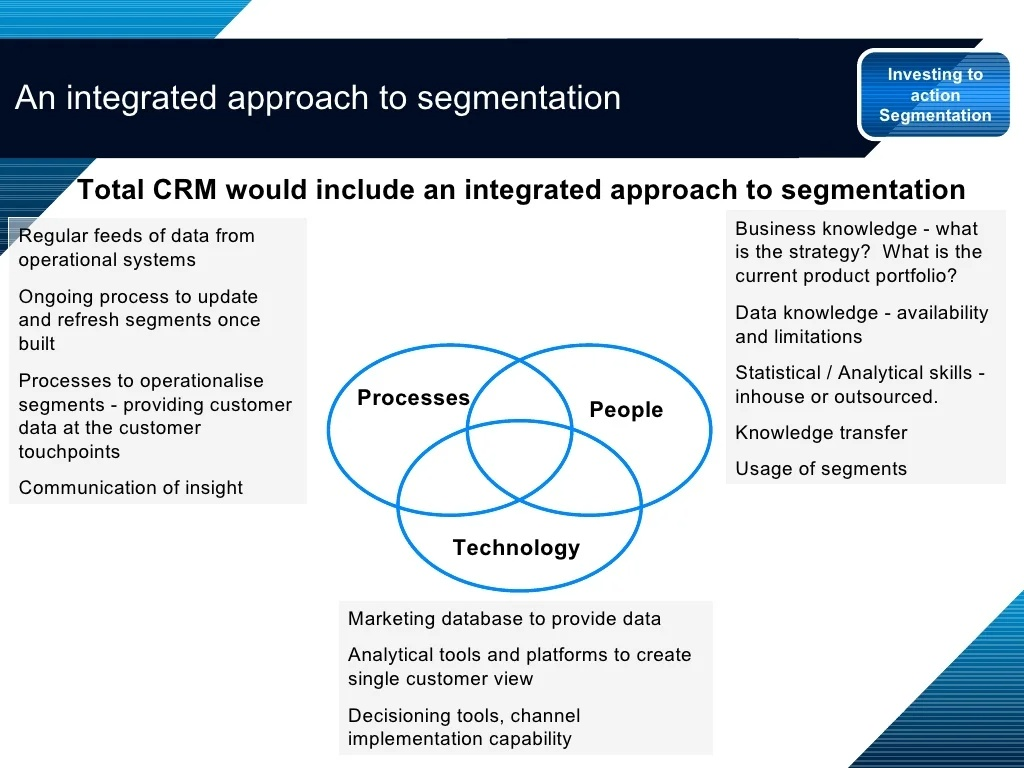 An integrated approach to segmentation
Investing to
action
Segmentation
Total CRM would include an integrated approach to segmentation
Regular feeds of data from
operational systems
Ongoing process to update
and refresh segments once
built
Processes to operationalise
segments - providing customer
data at the customer
touchpoints
Communication of insight
Business knowledge - what
is the strategy?  What is the
current product portfolio?
Data knowledge - availability
and limitations
Statistical / Analytical skills -
inhouse or outsourced.
Knowledge transfer
Usage of segments
Processes
People
Technology
Marketing database to provide data
Analytical tools and platforms to create
single customer view
Decisioning tools, channel
implementation capability